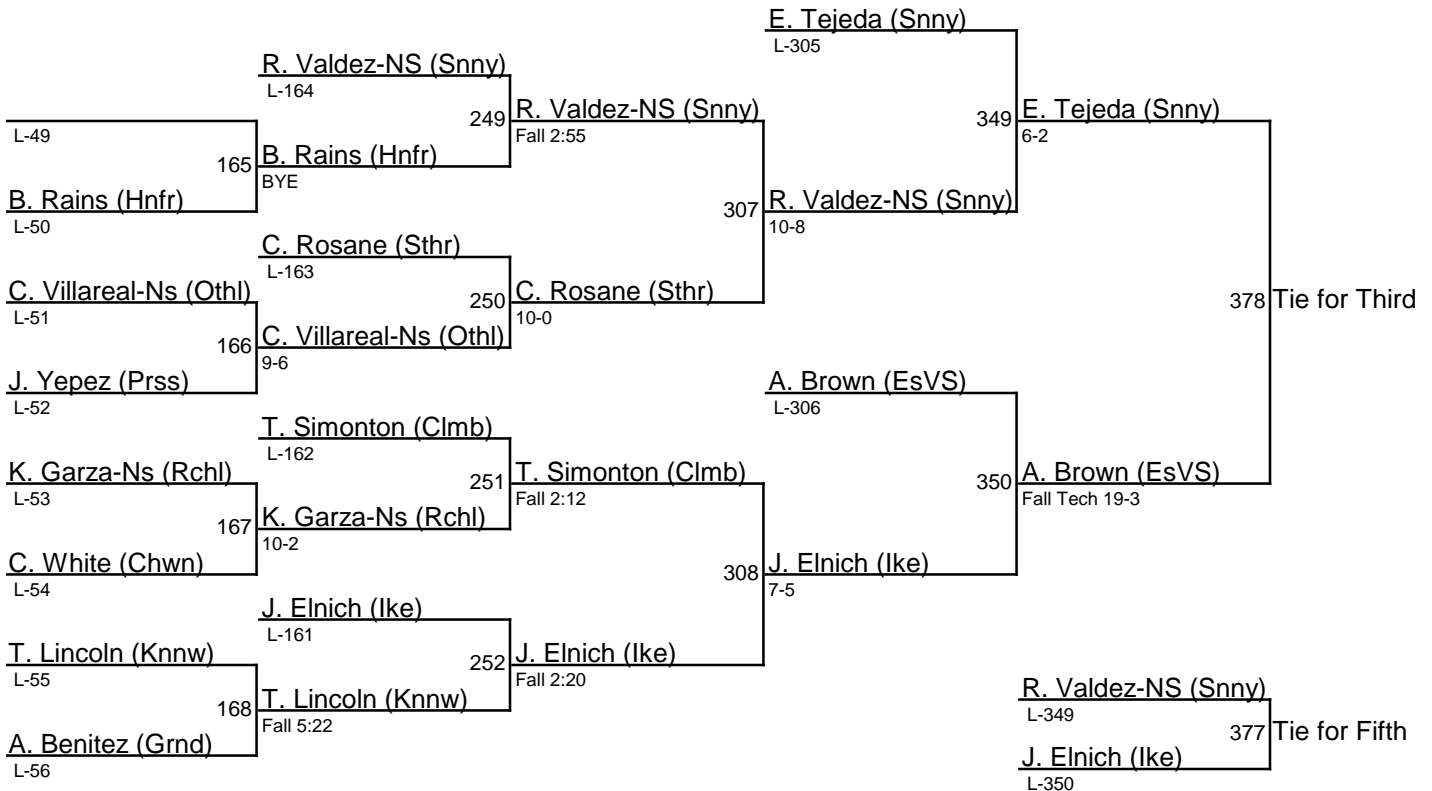 E. Tejeda (Snny)
L-305
R. Valdez-NS (Snny)
L-164
249 R. Valdez-NS (Snny)
Fall 2:55
349 E. Tejeda (Snny)
6-2
L-49
165 B. Rains (Hnfr)
BYE
B. Rains (Hnfr)
L-50
307 R. Valdez-NS (Snny)
10-8
C. Rosane (Sthr)
L-163
C. Villareal-Ns (Othl)
L-51
250 C. Rosane (Sthr)
10-0
378 Tie for Third
166 C. Villareal-Ns (Othl)
9-6
J. Yepez (Prss)
L-52
A. Brown (EsVS)
L-306
T. Simonton (Clmb)
L-162
K. Garza-Ns (Rchl)
L-53
251 T. Simonton (Clmb)
Fall 2:12
350 A. Brown (EsVS)
Fall Tech 19-3
167 K. Garza-Ns (Rchl)
10-2
C. White (Chwn)
L-54
308 J. Elnich (Ike)
7-5
J. Elnich (Ike)
L-161
T. Lincoln (Knnw)
L-55
252 J. Elnich (Ike)
Fall 2:20
168 T. Lincoln (Knnw)
Fall 5:22
R. Valdez-NS (Snny)
L-349
377 Tie for Fifth
A. Benitez (Grnd)
L-56
J. Elnich (Ike)
L-350